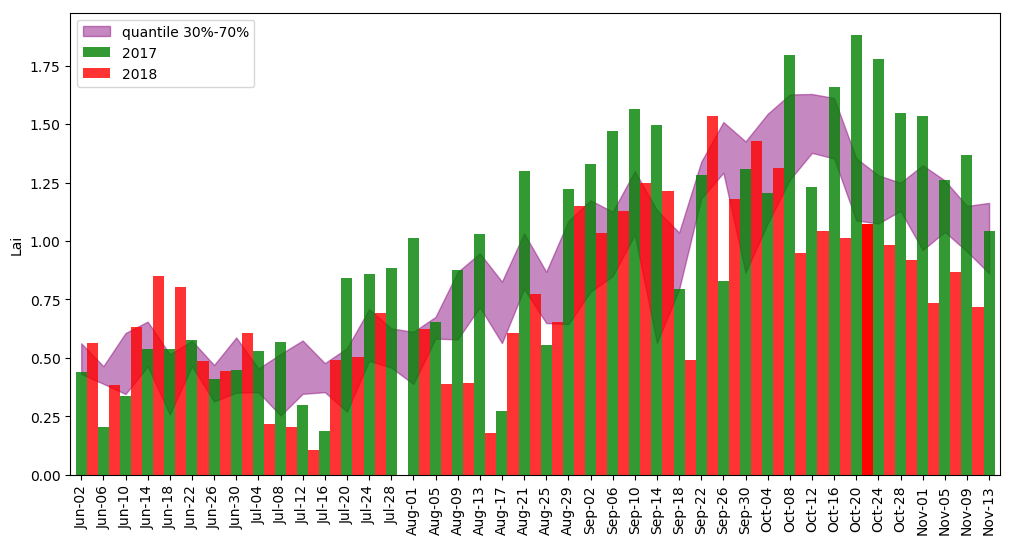 quantile 30%-70%
2017
2018
Lai
1.75
1.50
1.25
1.00
0.75
0.50
0.25
0.00
Jun-02
Jun-06
Jun-10
Jun-14
Jun-18
Jun-22
Jun-26
Jun-30
Jul-04
Jul-08
Jul-12
Jul-16
Jul-20
Jul-24
Jul-28
Aug-01
Aug-05
Aug-09
Aug-13
Aug-17
Aug-21
Aug-25
Aug-29
Sep-02
Sep-06
Sep-10
Sep-14
Sep-18
Sep-22
Sep-26
Sep-30
Oct-04
Oct-08
Oct-12
Oct-16
Oct-20
Oct-24
Oct-28
Nov-01
Nov-05
Nov-09
Nov-13